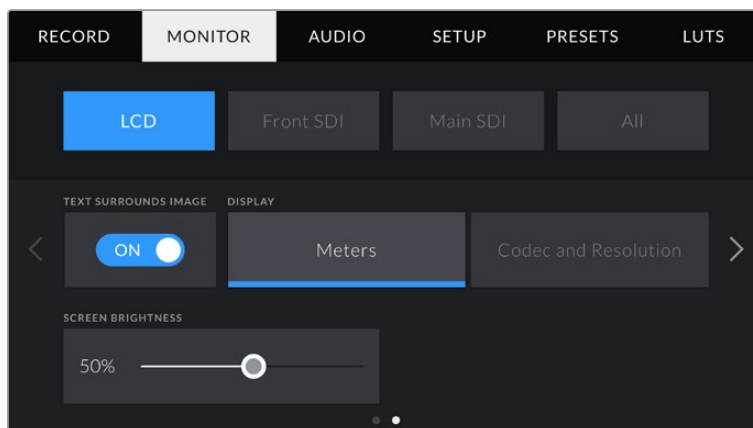 RECORD MONITOR AUDIO SETUP PRESETS LUTS
LCD Front SDI Main SDI All
TEXT SURROUNDS IMAGE DISPLAY
ON Meters Codec and Resolution
SCREEN BRIGHTNESS
50%